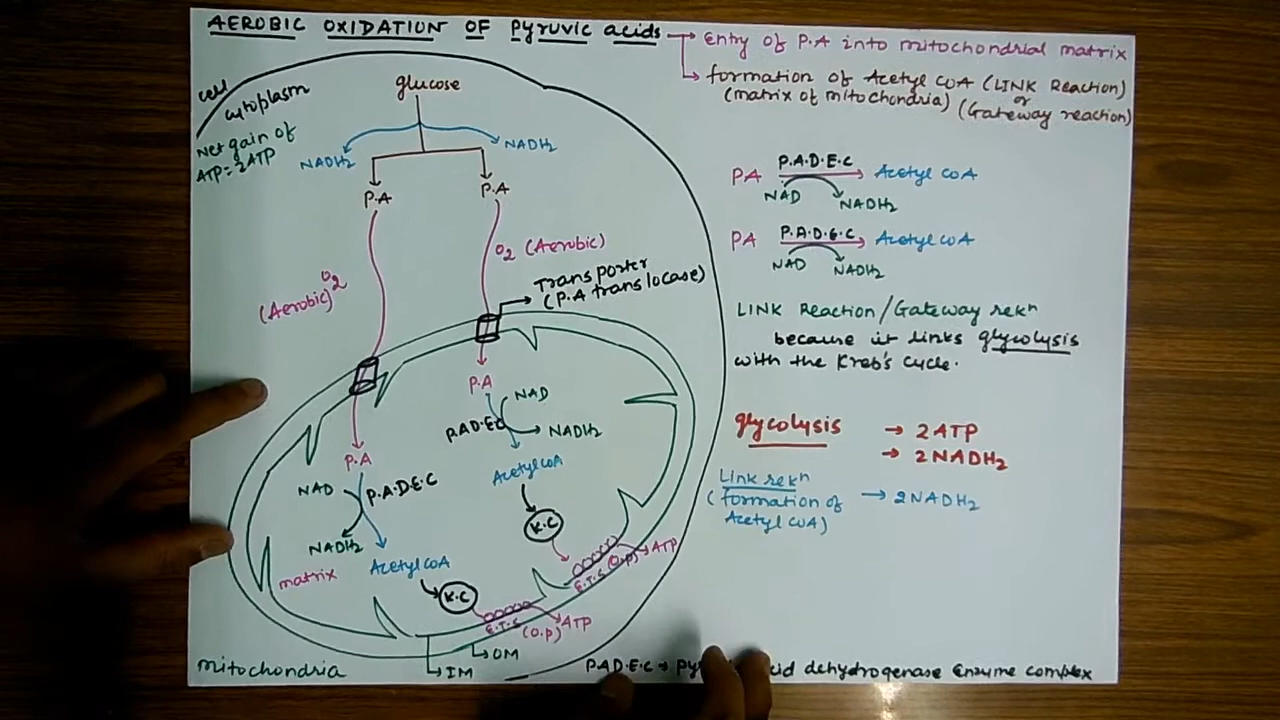 AEROBIC OXIDATION OF PYRUVIC acids
→ Entry of P.A into mitochondrial matrix
→ formation of Acetyl COA (LINK Reaction)
(matrix of mitochondria) or
(Gateway reaction)
cell
cytoplasm
Net gain of
ATP = 2ATP
glucose
NADH2
NADH2
P.A
P.A
O2 (Aerobic)
(Aerobic) O2
Transporter
(P.A translocase)
P.A
NAD
P.A.D.E.C
NADH2
Acetyl COA
K.C
E.T.S (O.P) ATP
P.A
NAD
P.A.D.E.C
NADH2
Acetyl COA
matrix
K.C
E.T.S (O.P) ATP
OM
IM
mitochondria
PA P.A.D.E.C → Acetyl COA
NAD NADH2
PA P.A.D.E.C → Acetyl COA
NAD NADH2
LINK Reaction/Gateway rekn
because it links glycolysis
with the Kreb's cycle.
glycolysis → 2ATP
→ 2NADH2
Link rekn
(formation of → 2NADH2
Acetyl COA)
P.A.D.E.C → dehydrogenase Enzyme complex